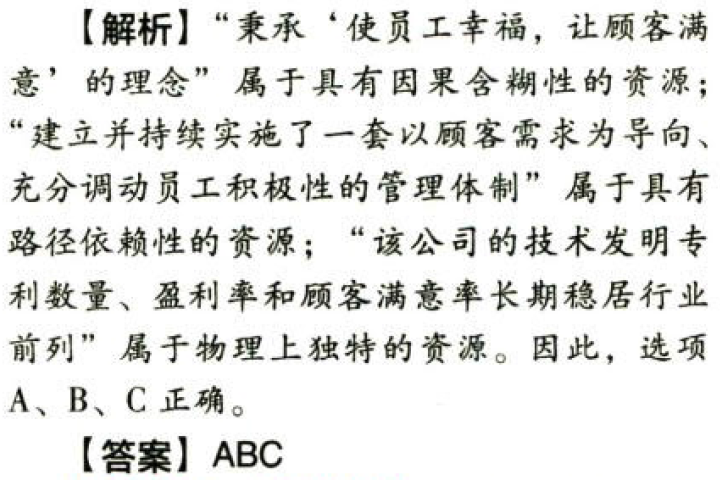 【解析】“秉承‘使员工幸福，让顾客满
意’的理念”属于具有因果含糊性的资源；
“建立并持续实施了一套以顾客需求为导向、
充分调动员工积极性的管理体制”属于具有
路径依赖性的资源；“该公司的技术发明专
利数量、盈利率和顾客满意率长期稳居行业
前列”属于物理上独特的资源。因此，选项
A、B、C 正确。
【答案】ABC